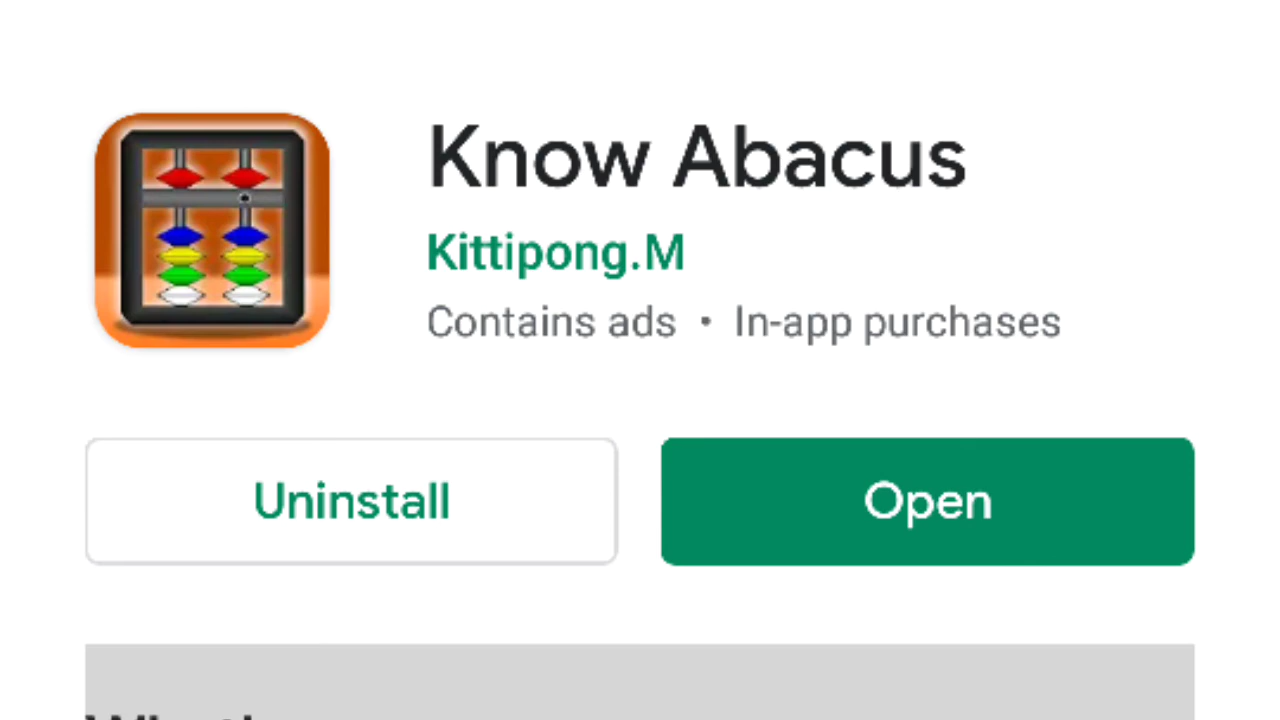 Know Abacus
Kittipong.M
Contains ads • In-app purchases
Uninstall
Open